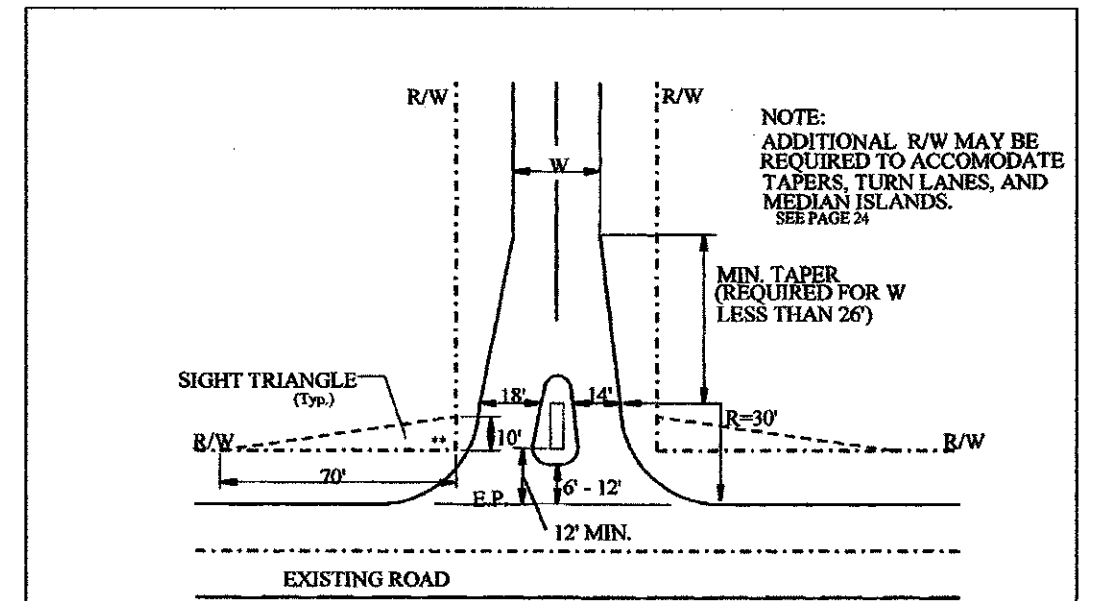 R/W
R/W
NOTE:
ADDITIONAL R/W MAY BE
REQUIRED TO ACCOMODATE
TAPERS, TURN LANES, AND
MEDIAN ISLANDS.
SEE PAGE 24
W
MIN. TAPER
(REQUIRED FOR W
LESS THAN 26')
SIGHT TRIANGLE
(Typ.)
18'
14'
R=30'
R/W
**
10'
R/W
70'
E.P.
6' - 12'
12' MIN.
EXISTING ROAD